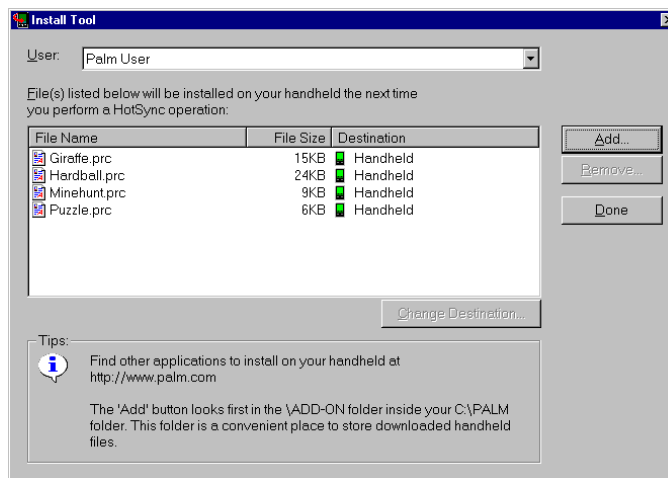 Install Tool
User: Palm User
File(s) listed below will be installed on your handheld the next time
you perform a HotSync operation:
File Name File Size Destination
Giraffe.prc 15KB Handheld
Hardball.prc 24KB Handheld
Minehunt.prc 9KB Handheld
Puzzle.prc 6KB Handheld
Add...
Remove...
Done
Change Destination...
Tips:
Find other applications to install on your handheld at
http://www.palm.com
The 'Add' button looks first in the \ADD-ON folder inside your C:\PALM
folder. This folder is a convenient place to store downloaded handheld
files.